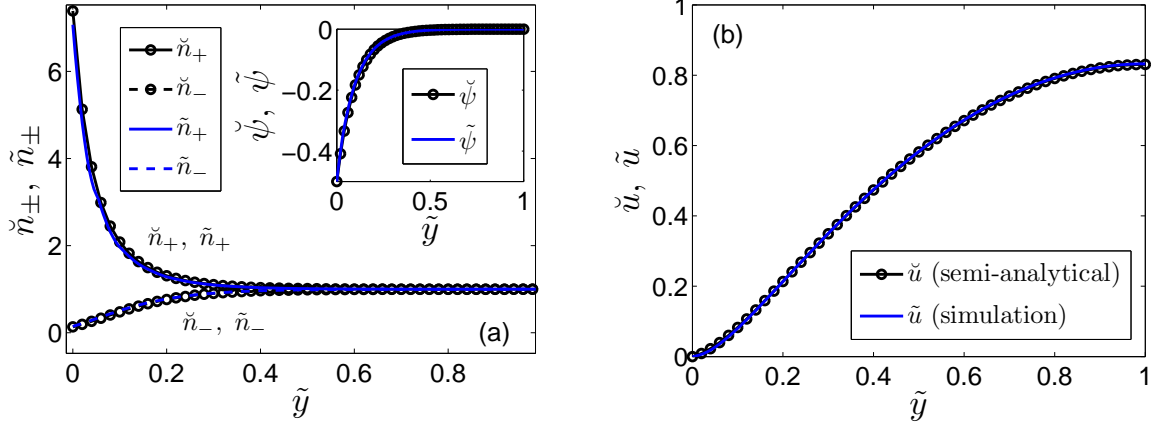 n̆±, ñ±
6
4
2
0
n̆+
n̆−
ñ+
ñ−
ψ̆, ψ̃
0
−0.2
−0.4
0 0.5 1
ỹ
ψ̆
ψ̃
n̆+, ñ+
n̆−, ñ−
(a)
0 0.2 0.4 0.6 0.8
ỹ
(b)
ŭ, ũ
1
0.8
0.6
0.4
0.2
0
ŭ (semi-analytical)
ũ (simulation)
0 0.2 0.4 0.6 0.8 1
ỹ